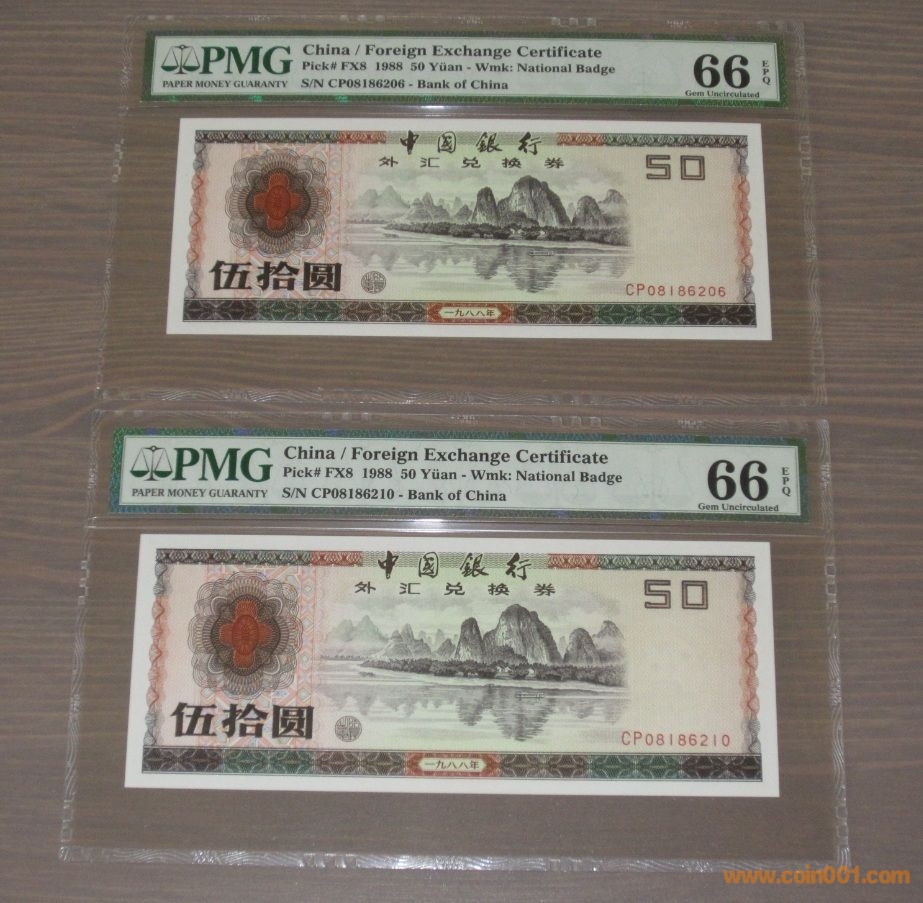 PMG
PAPER MONEY GUARANTY
China / Foreign Exchange Certificate
Pick# FX8 1988 50 Yüan - Wmk: National Badge
S/N CP08186206 - Bank of China
66
EPQ
Gem Uncirculated
中國銀行
外汇兑换券
50
伍拾圆
CP08186206
一九八八年
PMG
PAPER MONEY GUARANTY
China / Foreign Exchange Certificate
Pick# FX8 1988 50 Yüan - Wmk: National Badge
S/N CP08186210 - Bank of China
66
EPQ
Gem Uncirculated
中國銀行
外汇兑换券
50
伍拾圆
CP08186210
一九八八年
www.coin001.com